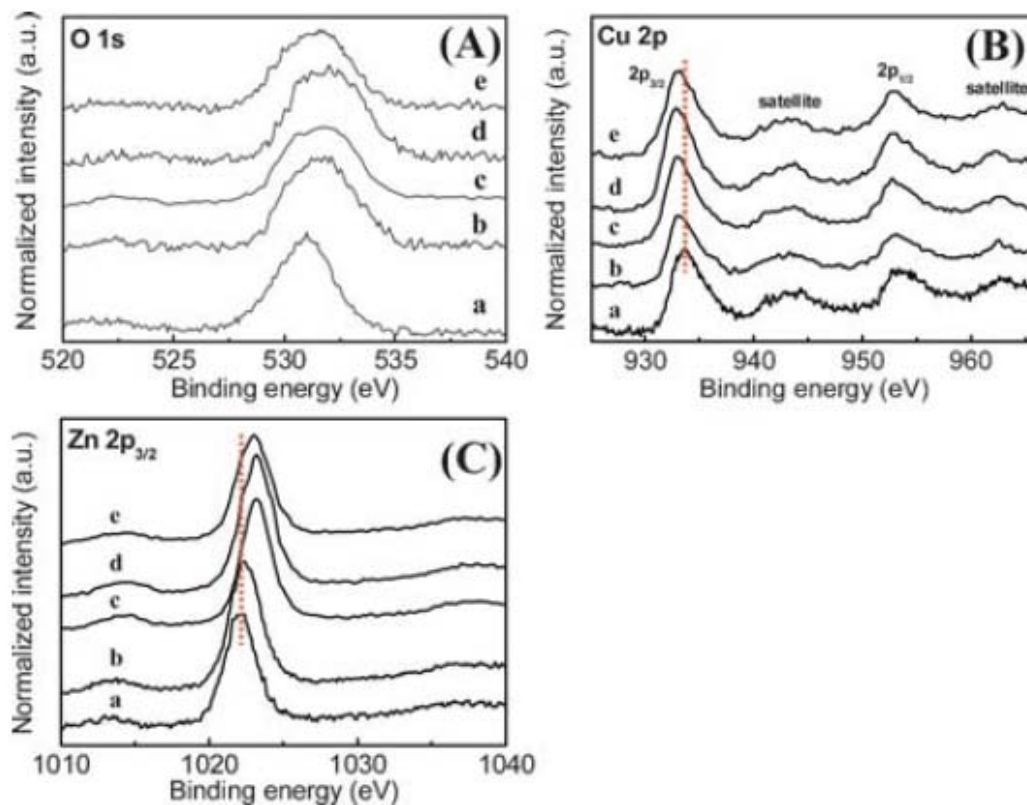 O 1s
(A)
Normalized intensity (a.u.)
e
d
c
b
a
520 525 530 535 540
Binding energy (eV)
Cu 2p
(B)
Normalized intensity (a.u.)
2p3/2
satellite
2p1/2
satellite
e
d
c
b
a
930 940 950 960
Binding energy (eV)
Zn 2p3/2
(C)
Normalized intensity (a.u.)
e
d
c
b
a
1010 1020 1030 1040
Binding energy (eV)